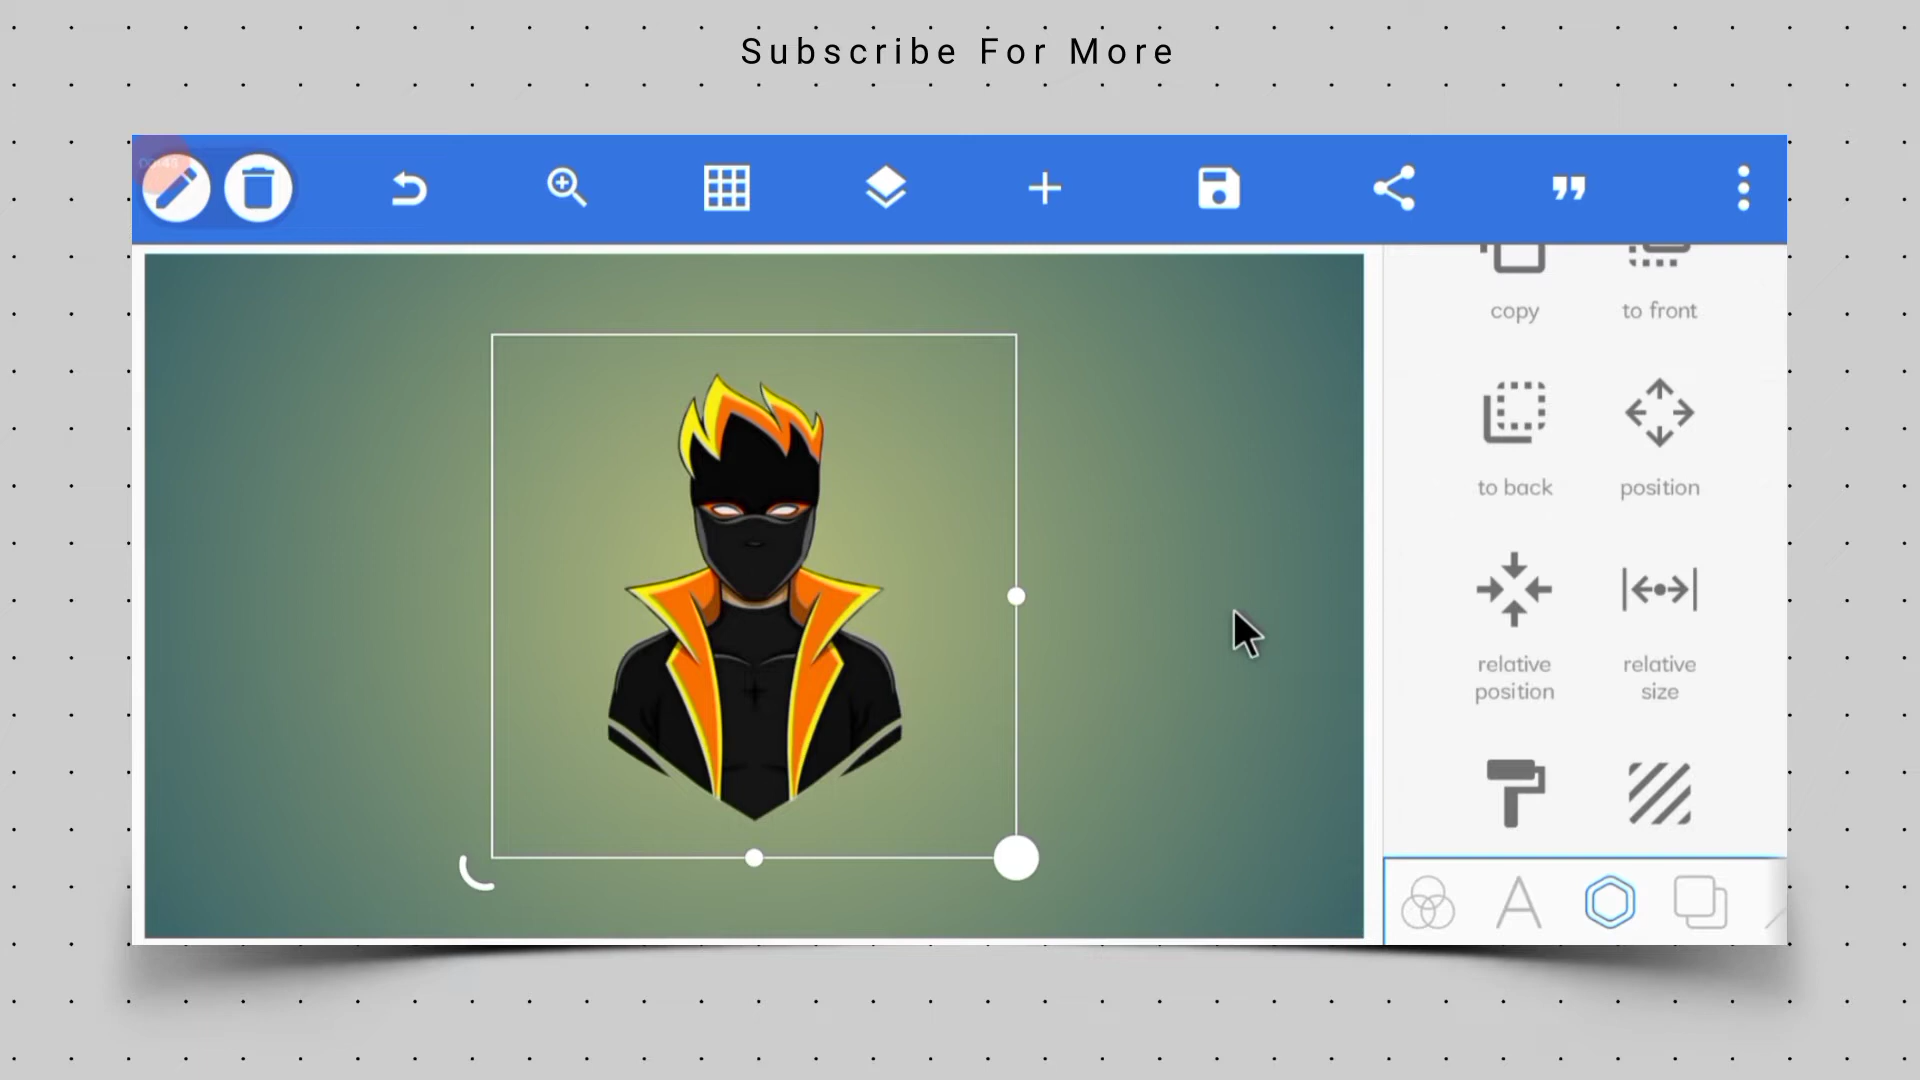 Subscribe For More
copy
to front
to back
position
relative
position
relative
size